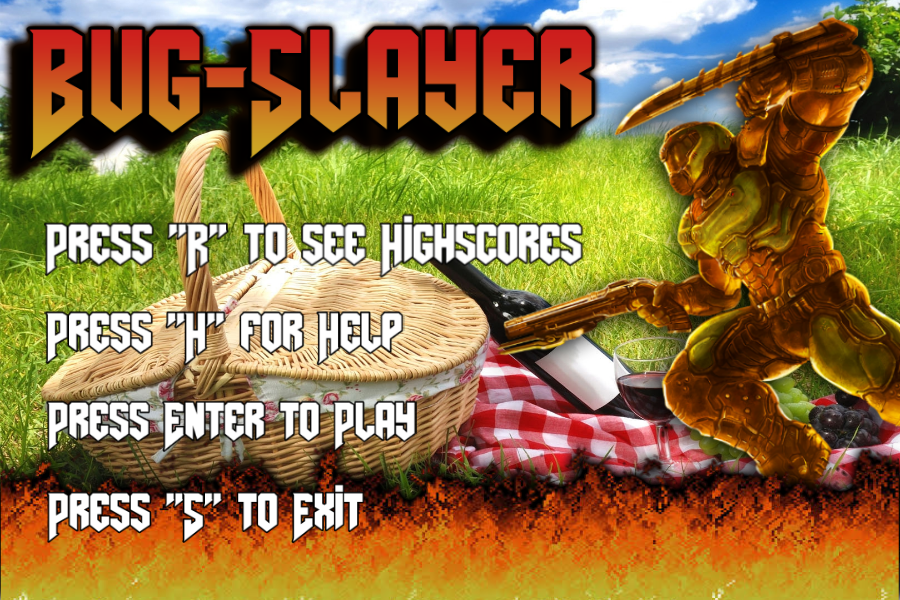 Bug-Slayer
Press "R" to see Highscores
Press "H" for Help
Press Enter to Play
Press "S" to Exit